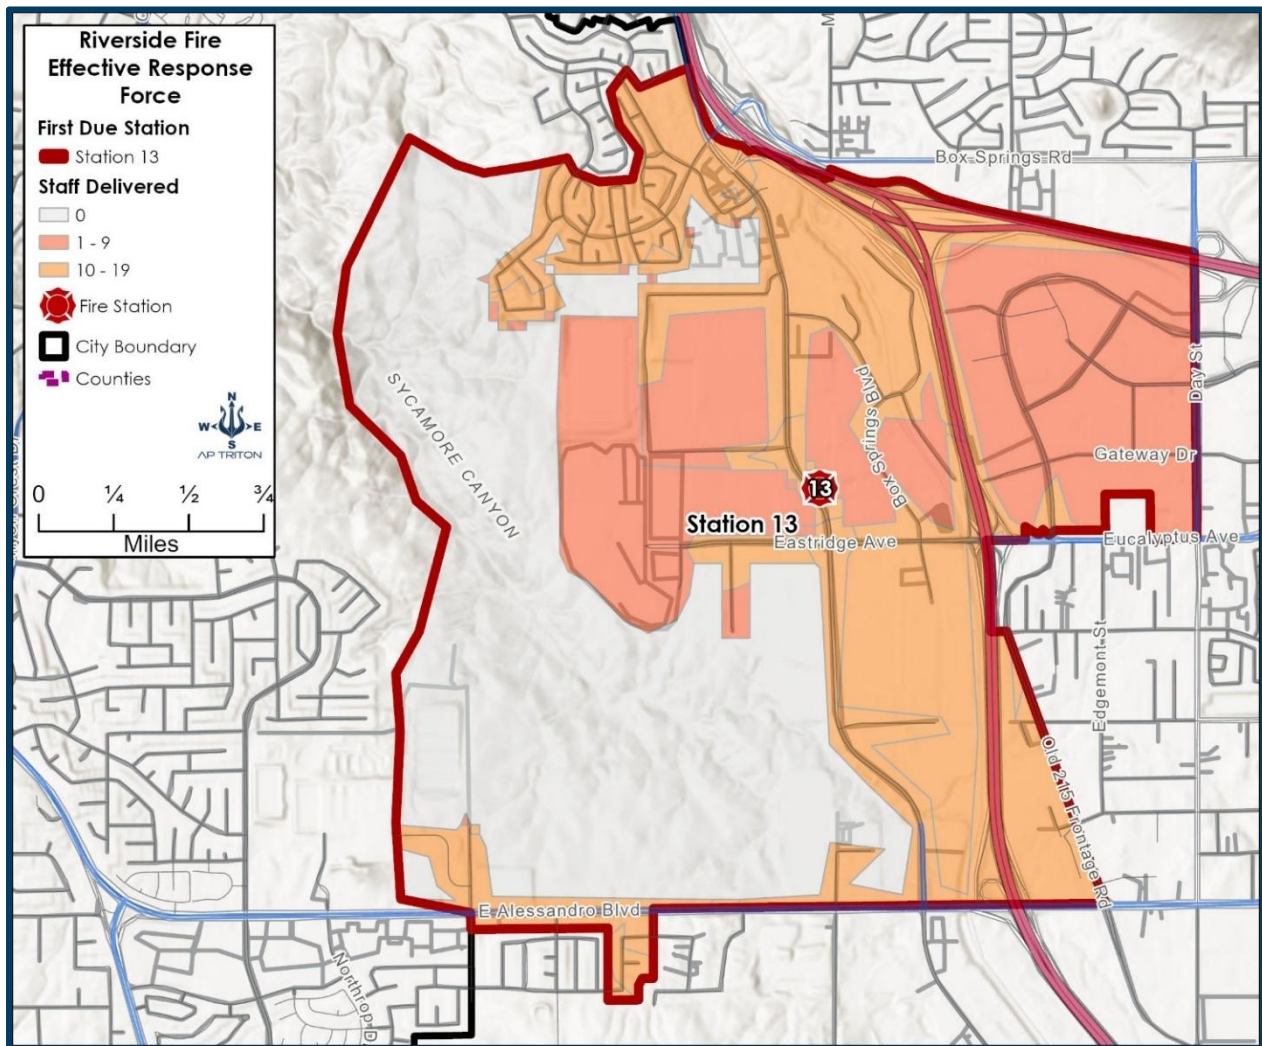 Riverside Fire
Effective Response
Force
First Due Station
Station 13
Staff Delivered
0
1 - 9
10 - 19
Fire Station
City Boundary
Counties
N
W
E
S
AP TRITON
0
1/4
1/2
3/4
Miles
M
Box Springs Rd
Day St
SYCAMORE CANYON
Box Springs Blvd
Gateway Dr
13
Station 13
Eastridge Ave
Eucalyptus Ave
Edgemont St
Old 215 Frontage Rd
E Alessandro Blvd
Northrop D